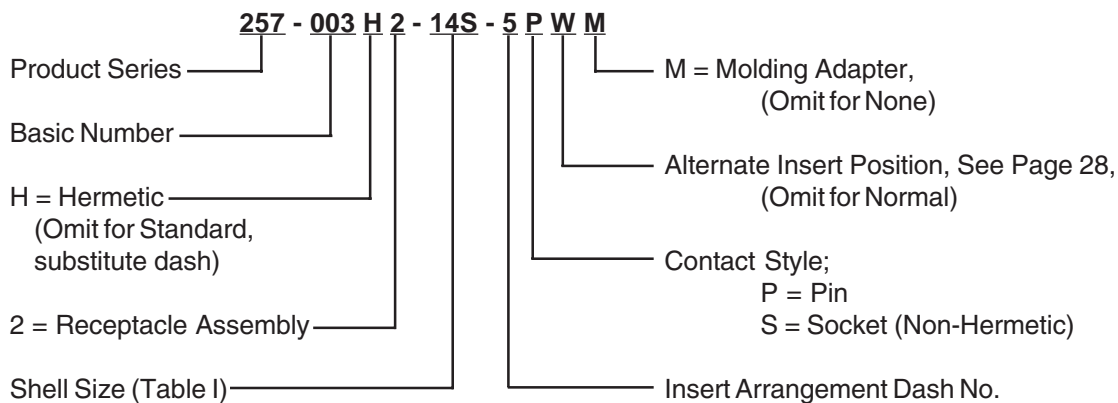 257 - 003 H 2 - 14S - 5 P W M
Product Series
Basic Number
H = Hermetic
(Omit for Standard,
substitute dash)
2 = Receptacle Assembly
Shell Size (Table I)
M = Molding Adapter,
(Omit for None)
Alternate Insert Position, See Page 28,
(Omit for Normal)
Contact Style;
P = Pin
S = Socket (Non-Hermetic)
Insert Arrangement Dash No.